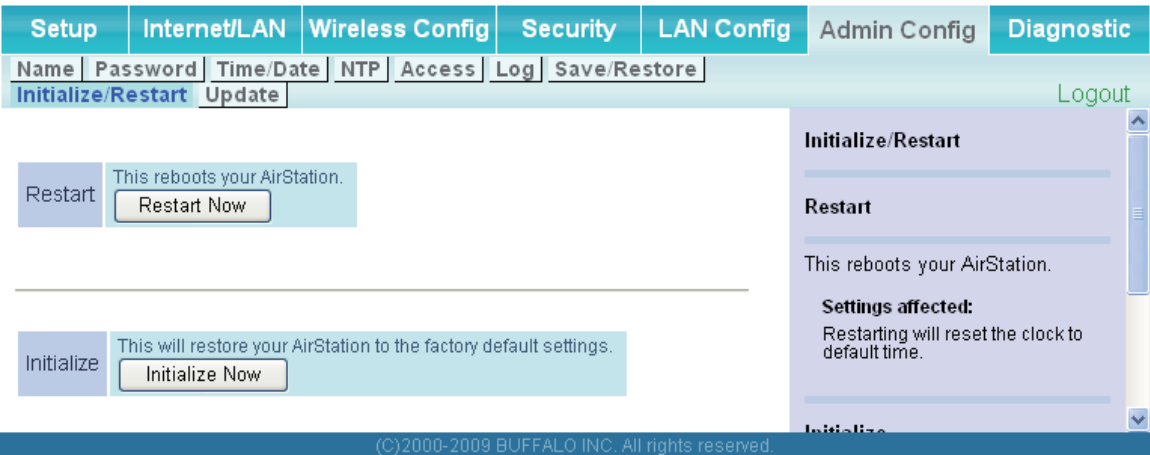 Setup Internet/LAN Wireless Config Security LAN Config Admin Config Diagnostic
Name Password Time/Date NTP Access Log Save/Restore
Initialize/Restart Update
Logout
Restart
This reboots your AirStation.
Restart Now
Initialize
This will restore your AirStation to the factory default settings.
Initialize Now
Initialize/Restart
Restart
This reboots your AirStation.
Settings affected:
Restarting will reset the clock to
default time.
Initialize
(C)2000-2009 BUFFALO INC. All rights reserved.